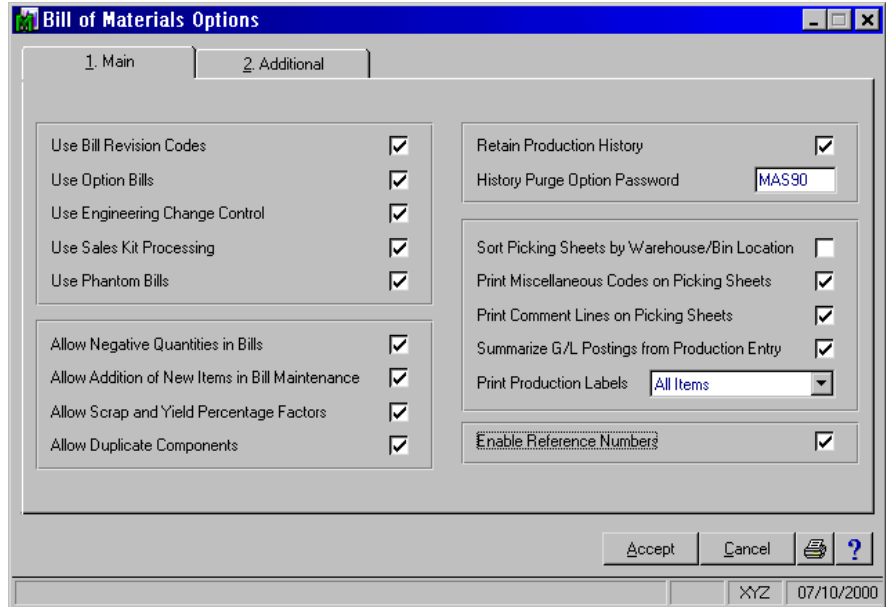 Bill of Materials Options
1. Main
2. Additional
Use Bill Revision Codes
Use Option Bills
Use Engineering Change Control
Use Sales Kit Processing
Use Phantom Bills
Allow Negative Quantities in Bills
Allow Addition of New Items in Bill Maintenance
Allow Scrap and Yield Percentage Factors
Allow Duplicate Components
Retain Production History
History Purge Option Password MAS90
Sort Picking Sheets by Warehouse/Bin Location
Print Miscellaneous Codes on Picking Sheets
Print Comment Lines on Picking Sheets
Summarize G/L Postings from Production Entry
Print Production Labels All Items
Enable Reference Numbers
Accept Cancel ?
XYZ 07/10/2000